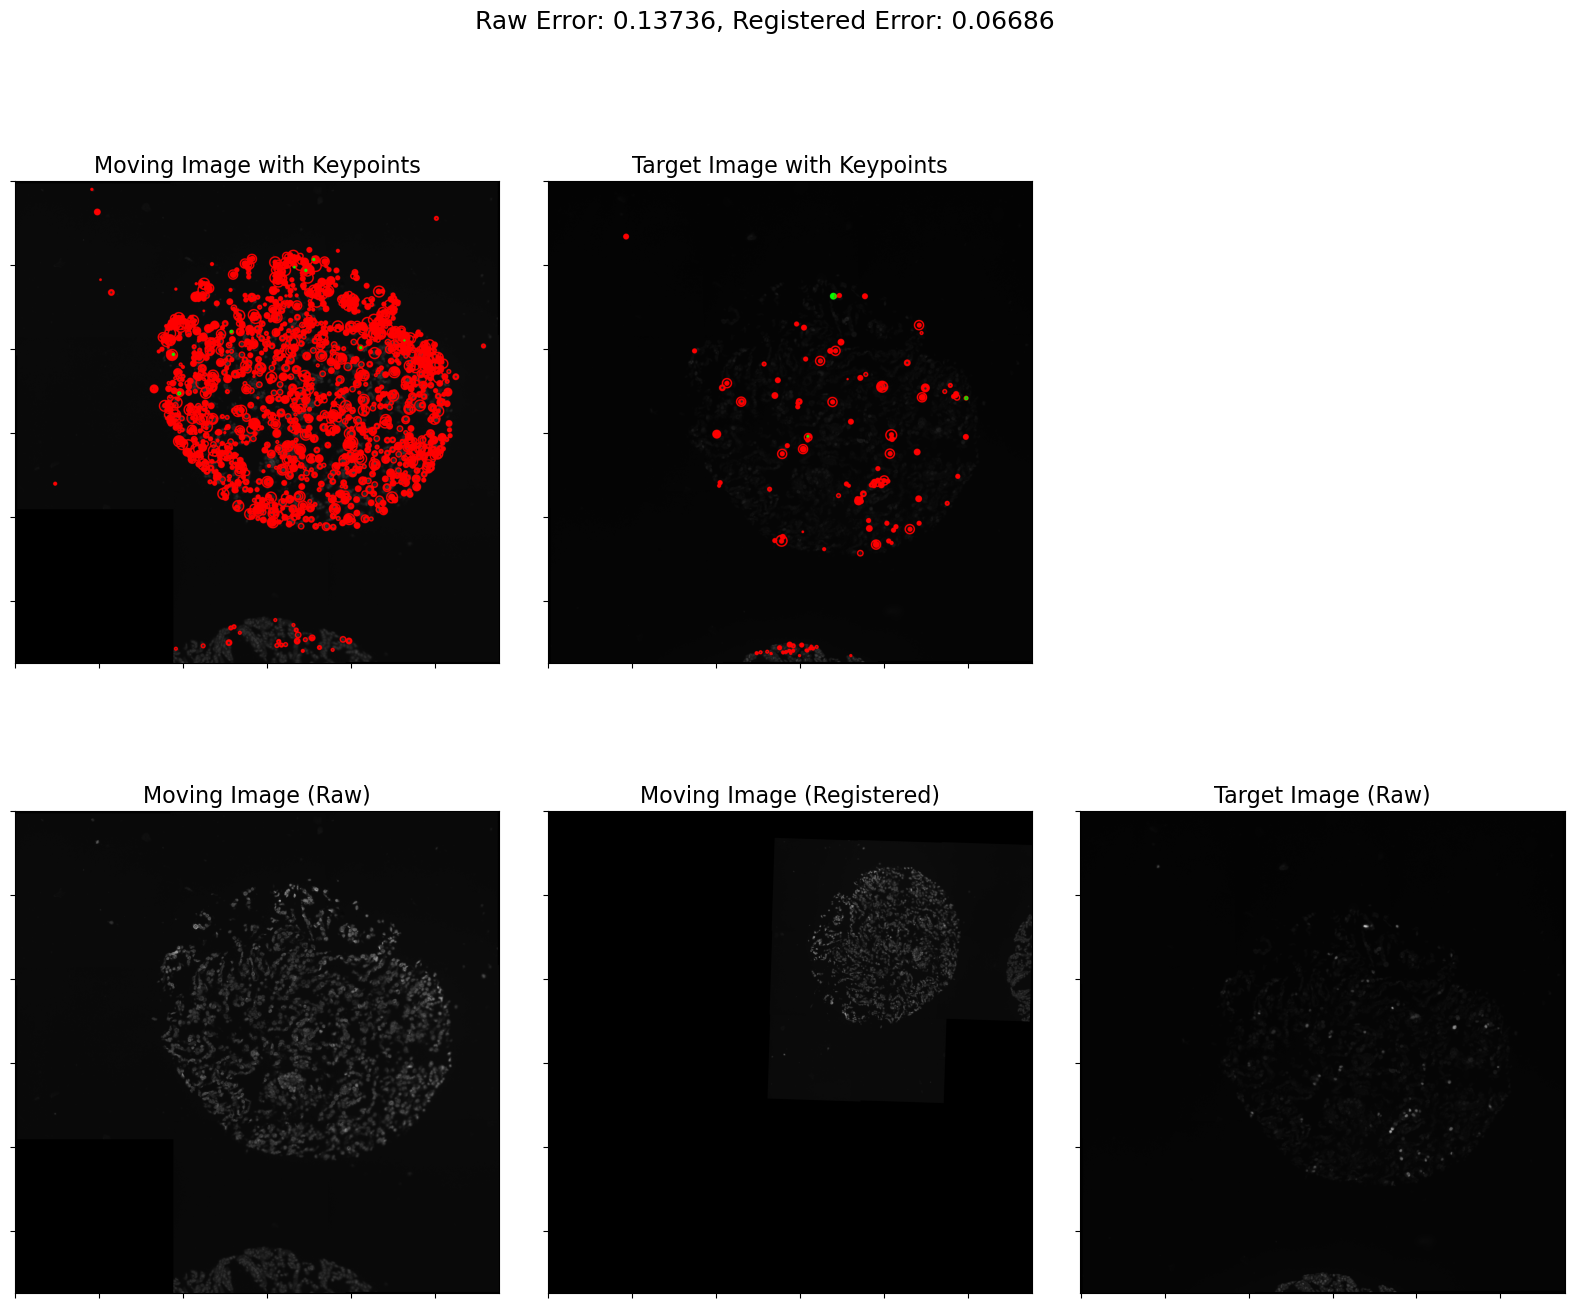 Raw Error: 0.13736, Registered Error: 0.06686
Moving Image with Keypoints
Target Image with Keypoints
Moving Image (Raw)
Moving Image (Registered)
Target Image (Raw)